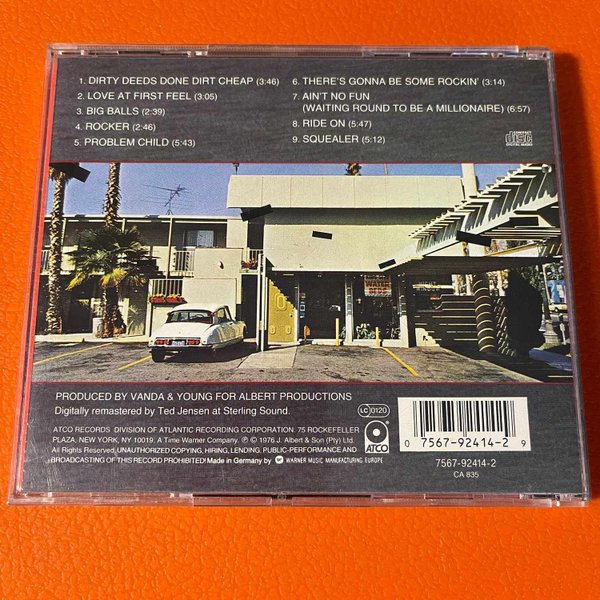 1. DIRTY DEEDS DONE DIRT CHEAP (3:46)
2. LOVE AT FIRST FEEL (3:05)
3. BIG BALLS (2:39)
4. ROCKER (2:46)
5. PROBLEM CHILD (5:43)
6. THERE'S GONNA BE SOME ROCKIN' (3:14)
7. AIN'T NO FUN
(WAITING ROUND TO BE A MILLIONAIRE) (6:57)
8. RIDE ON (5:47)
9. SQUEALER (5:12)
COMPACT
disc
DIGITAL AUDIO
PRODUCED BY VANDA & YOUNG FOR ALBERT PRODUCTIONS
Digitally remastered by Ted Jensen at Sterling Sound.
ATCO RECORDS DIVISION OF ATLANTIC RECORDING CORPORATION. 75 ROCKEFELLER
PLAZA, NEW YORK, NY 10019. A Time Warner Company. Ⓟ © 1976 J. Albert & Son (Pty) Ltd.
All Rights Reserved. UNAUTHORIZED COPYING, HIRING, LENDING, PUBLIC-PERFORMANCE AND
BROADCASTING OF THIS RECORD PROHIBITED! Made in Germany by WARNER MUSIC MANUFACTURING EUROPE
LC 0120
ATCO
0 7567-92414-2 9
7567-92414-2
CA 835